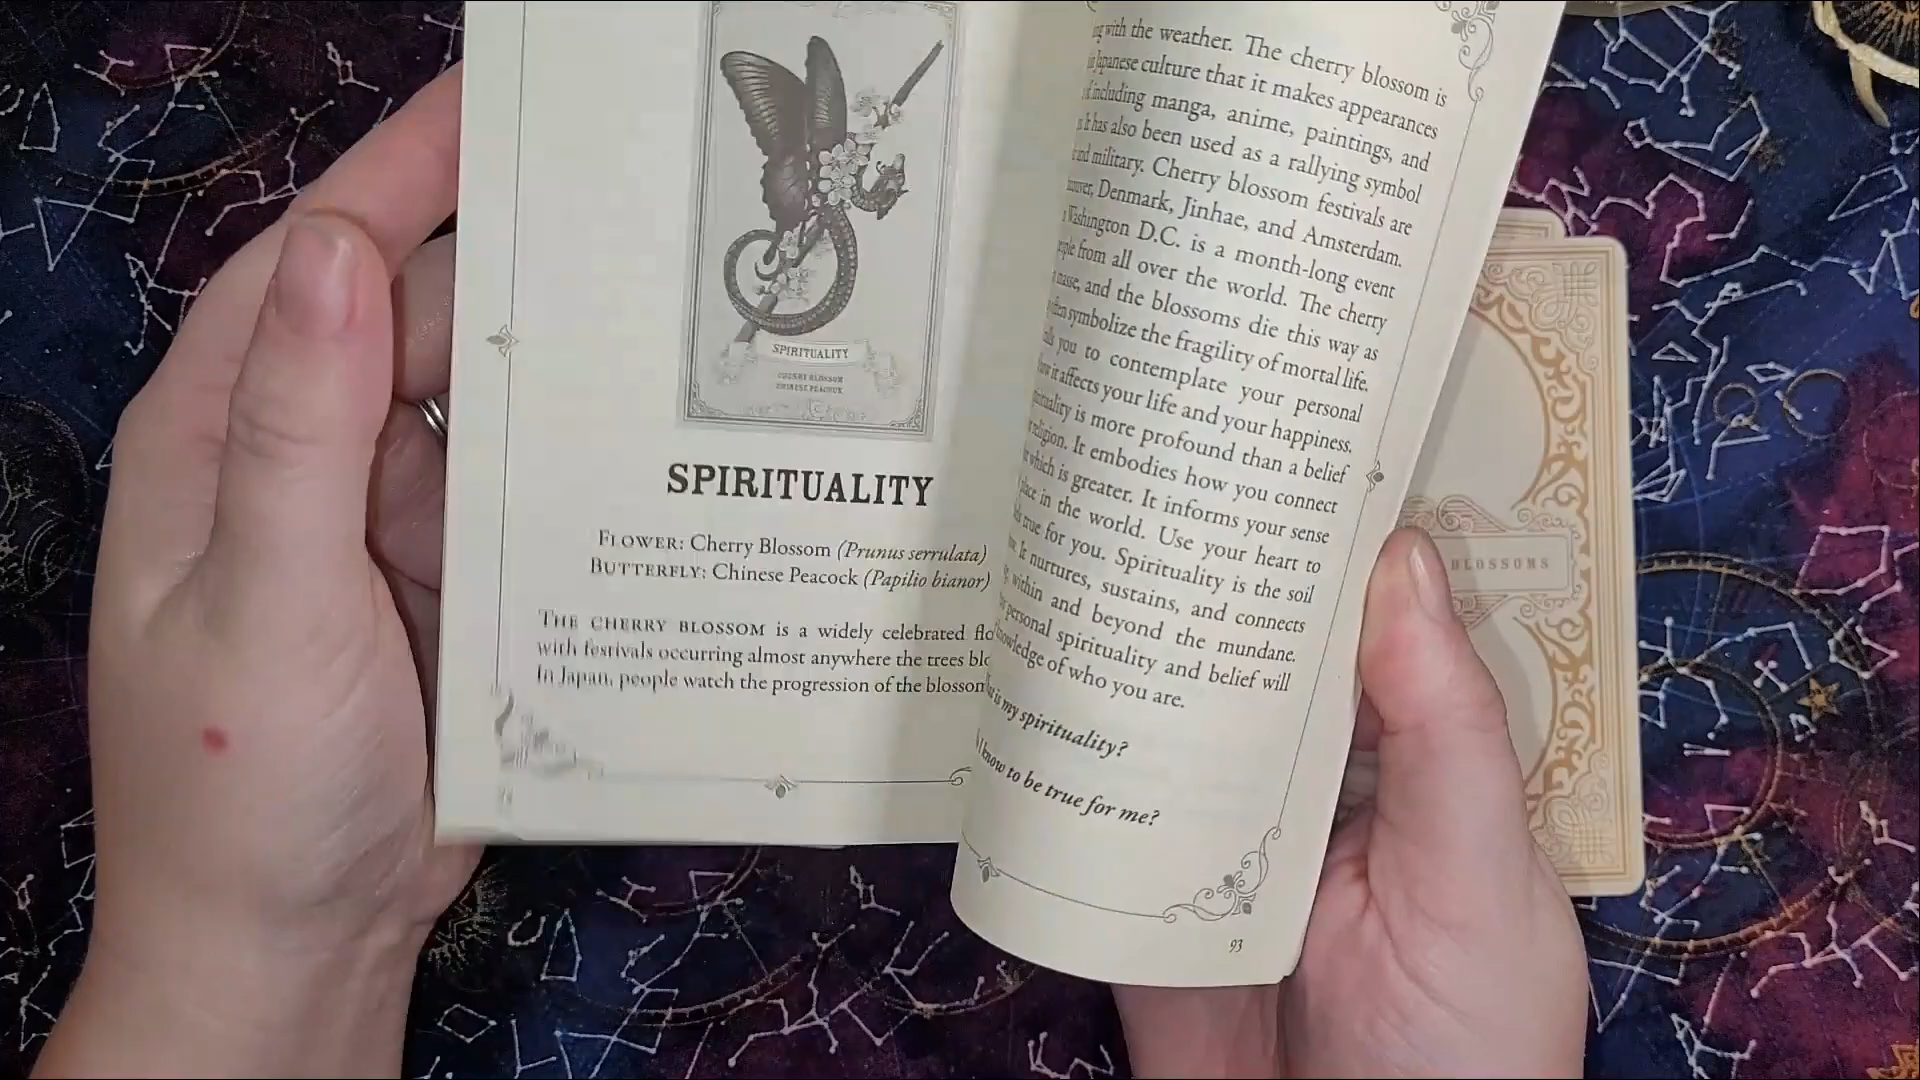 SPIRITUALITY
CHERRY BLOSSOM
CHINESE PEACOCK
SPIRITUALITY
FLOWER: Cherry Blossom (Prunus serrulata)
BUTTERFLY: Chinese Peacock (Papilio bianor)
THE CHERRY BLOSSOM is a widely celebrated
with festivals occurring almost anywhere the trees
In Japan, people watch the progression of the blossom
with the weather. The cherry blossom is
Japanese culture that it makes appearances
including manga, anime, paintings, and
It has also been used as a rallying symbol
and military. Cherry blossom festivals are
Denmark, Jinhae, and Amsterdam.
Washington D.C. is a month-long event
from all over the world. The cherry
and the blossoms die this way as
often symbolize the fragility of mortal life.
you to contemplate your personal
it affects your life and your happiness.
is more profound than a belief
religion. It embodies how you connect
which is greater. It informs your sense
place in the world. Use your heart to
true for you. Spirituality is the soil
It nurtures, sustains, and connects
within and beyond the mundane.
personal spirituality and belief will
knowledge of who you are.
is my spirituality?
I know to be true for me?
93
BLOSSOMS